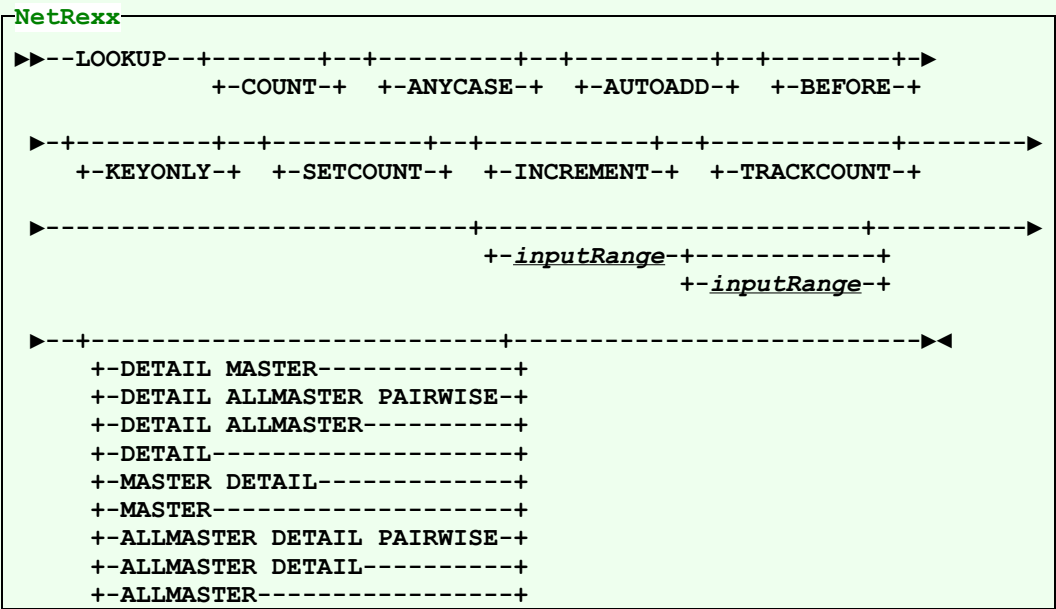 NetRexx
►►--LOOKUP--+-------+--+---------+--+---------+--+--------+-►
+-COUNT-+ +-ANYCASE-+ +-AUTOADD-+ +-BEFORE-+
►-+---------+--+----------+--+-----------+--+------------+--------►
+-KEYONLY-+ +-SETCOUNT-+ +-INCREMENT-+ +-TRACKCOUNT-+
►----------------------------+-------------------------+----------►
+-inputRange-+------------+
+-inputRange-+
►--+---------------------------+---------------------------►◄
+-DETAIL MASTER-------------+
+-DETAIL ALLMASTER PAIRWISE-+
+-DETAIL ALLMASTER----------+
+-DETAIL--------------------+
+-MASTER DETAIL-------------+
+-MASTER--------------------+
+-ALLMASTER DETAIL PAIRWISE-+
+-ALLMASTER DETAIL----------+
+-ALLMASTER-----------------+